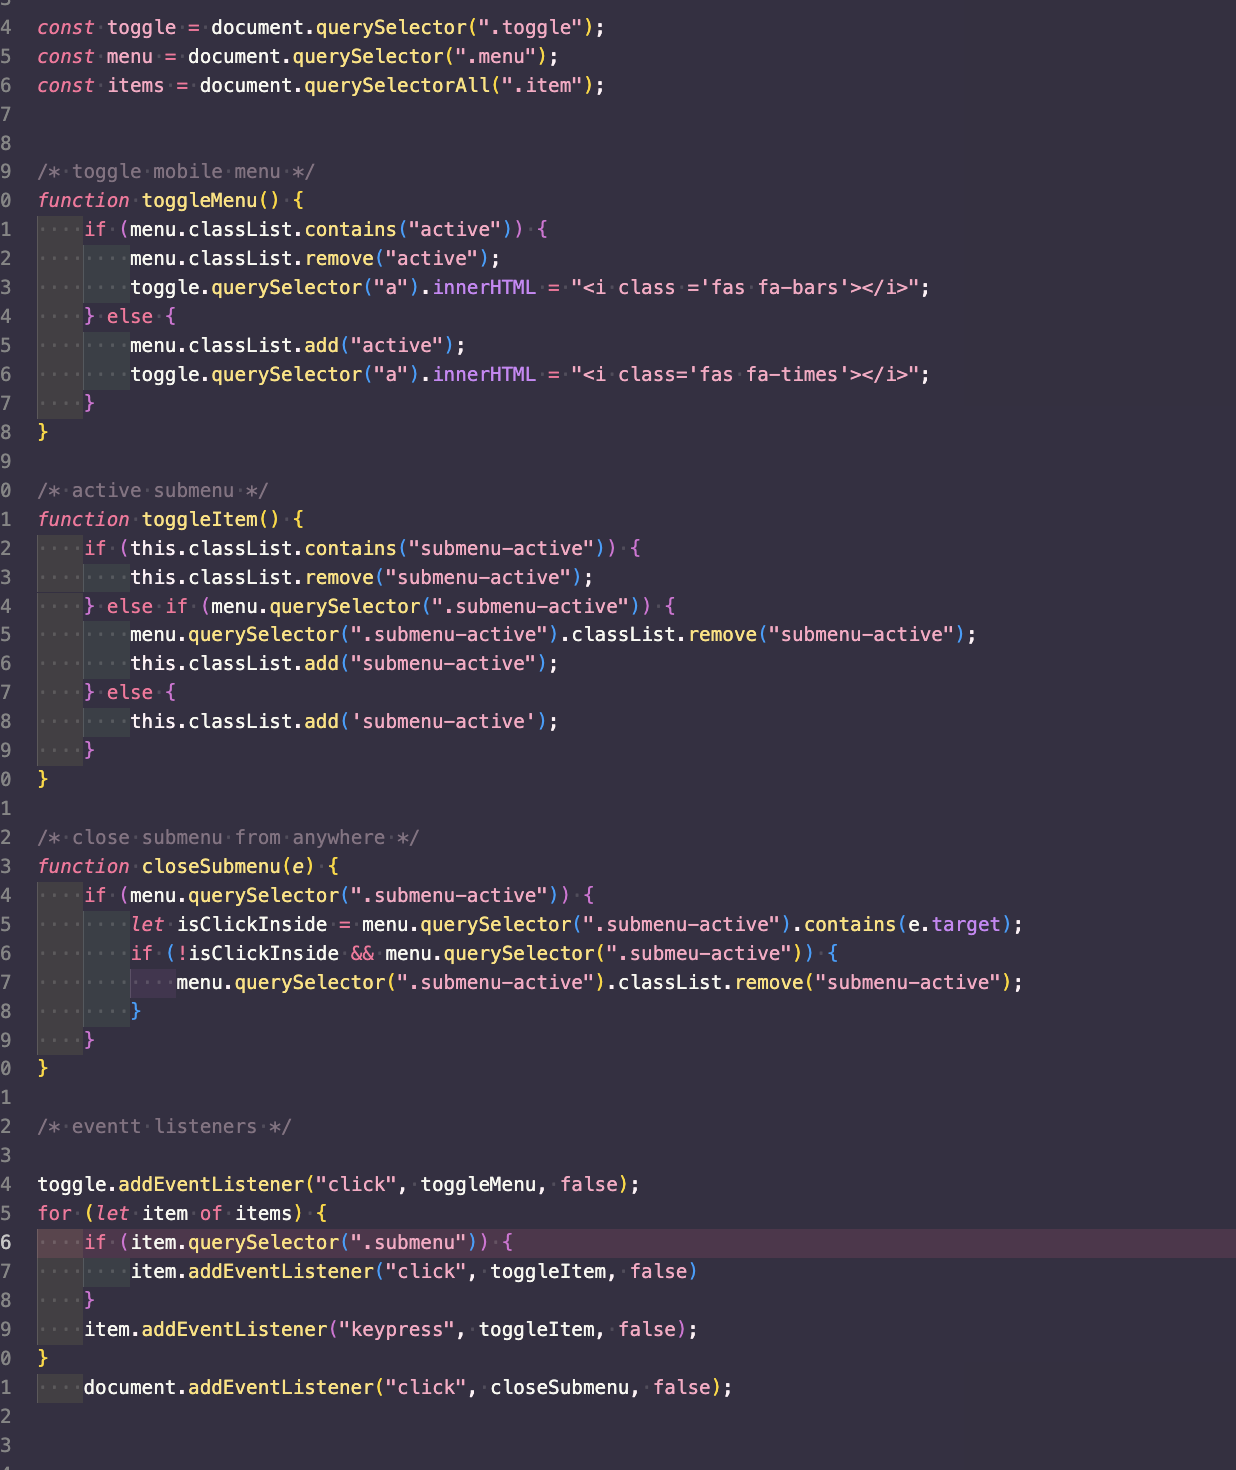 4 const toggle = document.querySelector(".toggle");
5 const menu = document.querySelector(".menu");
6 const items = document.querySelectorAll(".item");
7
8
9 /* toggle mobile menu */
0 function toggleMenu() {
1     if (menu.classList.contains("active")) {
2         menu.classList.remove("active");
3         toggle.querySelector("a").innerHTML = "<i class ='fas fa-bars'></i>";
4     } else {
5         menu.classList.add("active");
6         toggle.querySelector("a").innerHTML = "<i class='fas fa-times'></i>";
7     }
8 }
9
0 /* active submenu */
1 function toggleItem() {
2     if (this.classList.contains("submenu-active")) {
3         this.classList.remove("submenu-active");
4     } else if (menu.querySelector(".submenu-active")) {
5         menu.querySelector(".submenu-active").classList.remove("submenu-active");
6         this.classList.add("submenu-active");
7     } else {
8         this.classList.add('submenu-active');
9     }
0 }
1
2 /* close submenu from anywhere */
3 function closeSubmenu(e) {
4     if (menu.querySelector(".submenu-active")) {
5         let isClickInside = menu.querySelector(".submenu-active").contains(e.target);
6         if (!isClickInside && menu.querySelector(".submeu-active")) {
7             menu.querySelector(".submenu-active").classList.remove("submenu-active");
8         }
9     }
0 }
1
2 /* eventt listeners */
3
4 toggle.addEventListener("click", toggleMenu, false);
5 for (let item of items) {
6     if (item.querySelector(".submenu")) {
7         item.addEventListener("click", toggleItem, false)
8     }
9     item.addEventListener("keypress", toggleItem, false);
0 }
1     document.addEventListener("click", closeSubmenu, false);
2
3